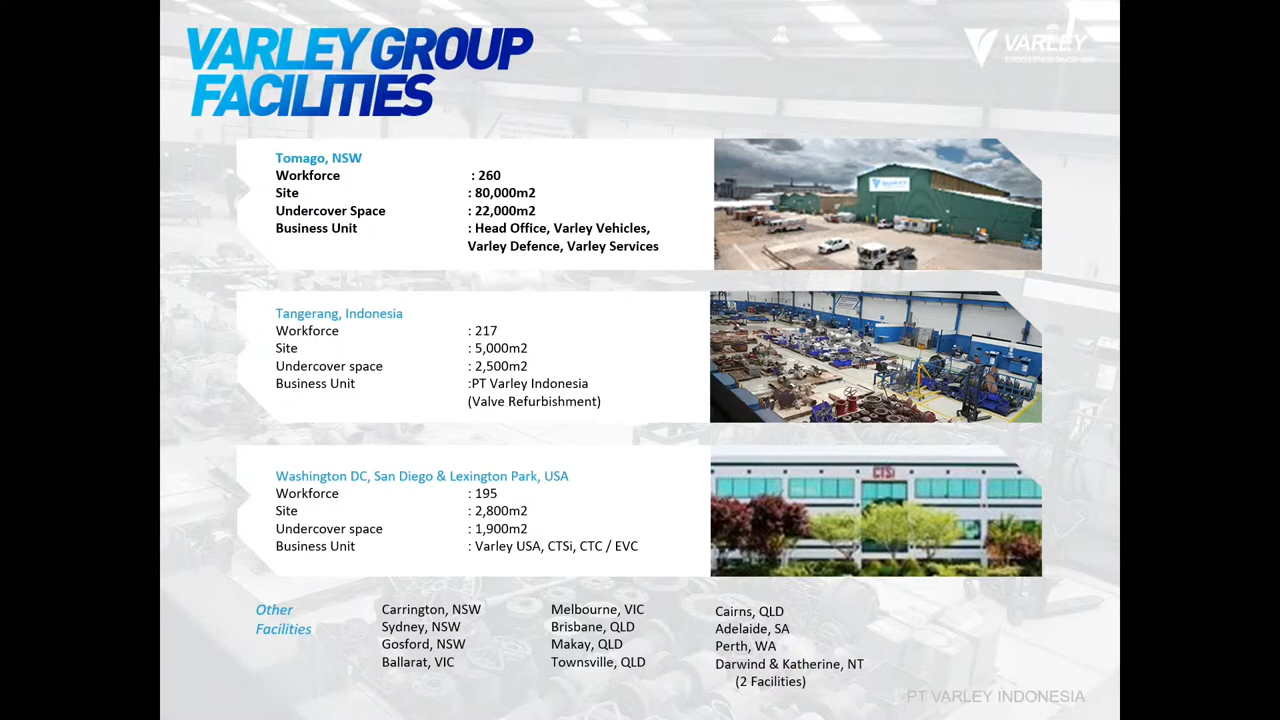 VARLEY GROUP
FACILITIES
VARLEY
Tomago, NSW
Workforce : 260
Site : 80,000m2
Undercover Space : 22,000m2
Business Unit : Head Office, Varley Vehicles,
Varley Defence, Varley Services
Tangerang, Indonesia
Workforce : 217
Site : 5,000m2
Undercover space : 2,500m2
Business Unit :PT Varley Indonesia
(Valve Refurbishment)
Washington DC, San Diego & Lexington Park, USA
Workforce : 195
Site : 2,800m2
Undercover space : 1,900m2
Business Unit : Varley USA, CTSi, CTC / EVC
CTSi
Other
Facilities
Carrington, NSW
Sydney, NSW
Gosford, NSW
Ballarat, VIC
Melbourne, VIC
Brisbane, QLD
Makay, QLD
Townsville, QLD
Cairns, QLD
Adelaide, SA
Perth, WA
Darwind & Katherine, NT
(2 Facilities)
PT VARLEY INDONESIA